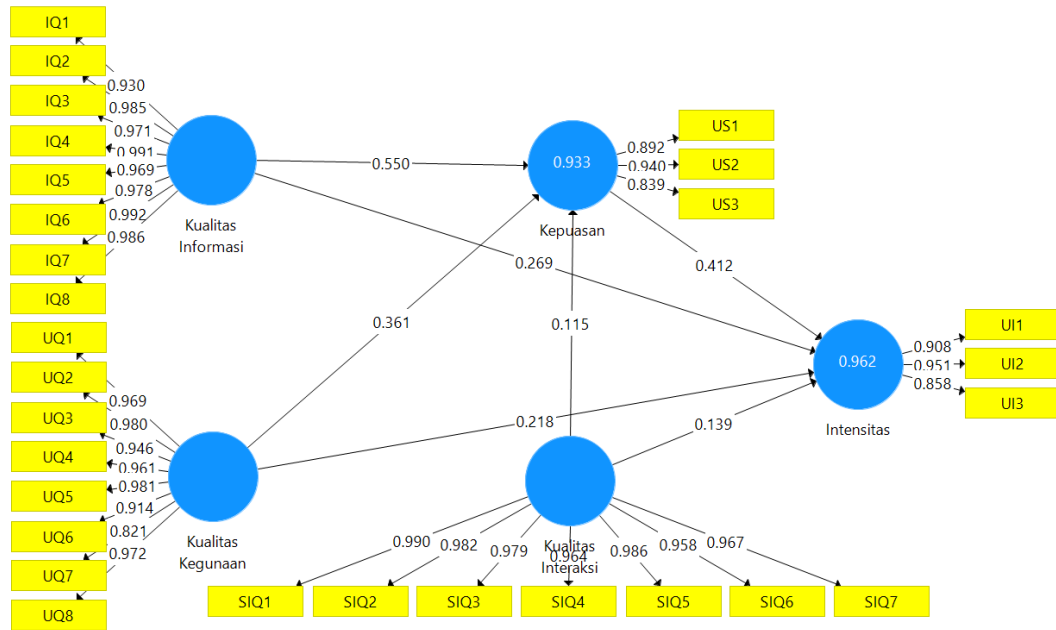 IQ1
IQ2
IQ3
IQ4
IQ5
IQ6
IQ7
IQ8
0.930
0.985
0.971
0.991
0.969
0.978
0.992
0.986
Kualitas
Informasi
UQ1
UQ2
UQ3
UQ4
UQ5
UQ6
UQ7
UQ8
0.969
0.980
0.946
0.961
0.981
0.914
0.821
0.972
Kualitas
Kegunaan
0.550
0.269
0.361
0.115
0.218
0.139
0.412
0.933
Kepuasan
0.892
0.940
0.839
US1
US2
US3
0.962
Intensitas
0.908
0.951
0.858
UI1
UI2
UI3
Kualitas
Interaksi
0.990
0.982
0.979
0.964
0.986
0.958
0.967
SIQ1
SIQ2
SIQ3
SIQ4
SIQ5
SIQ6
SIQ7